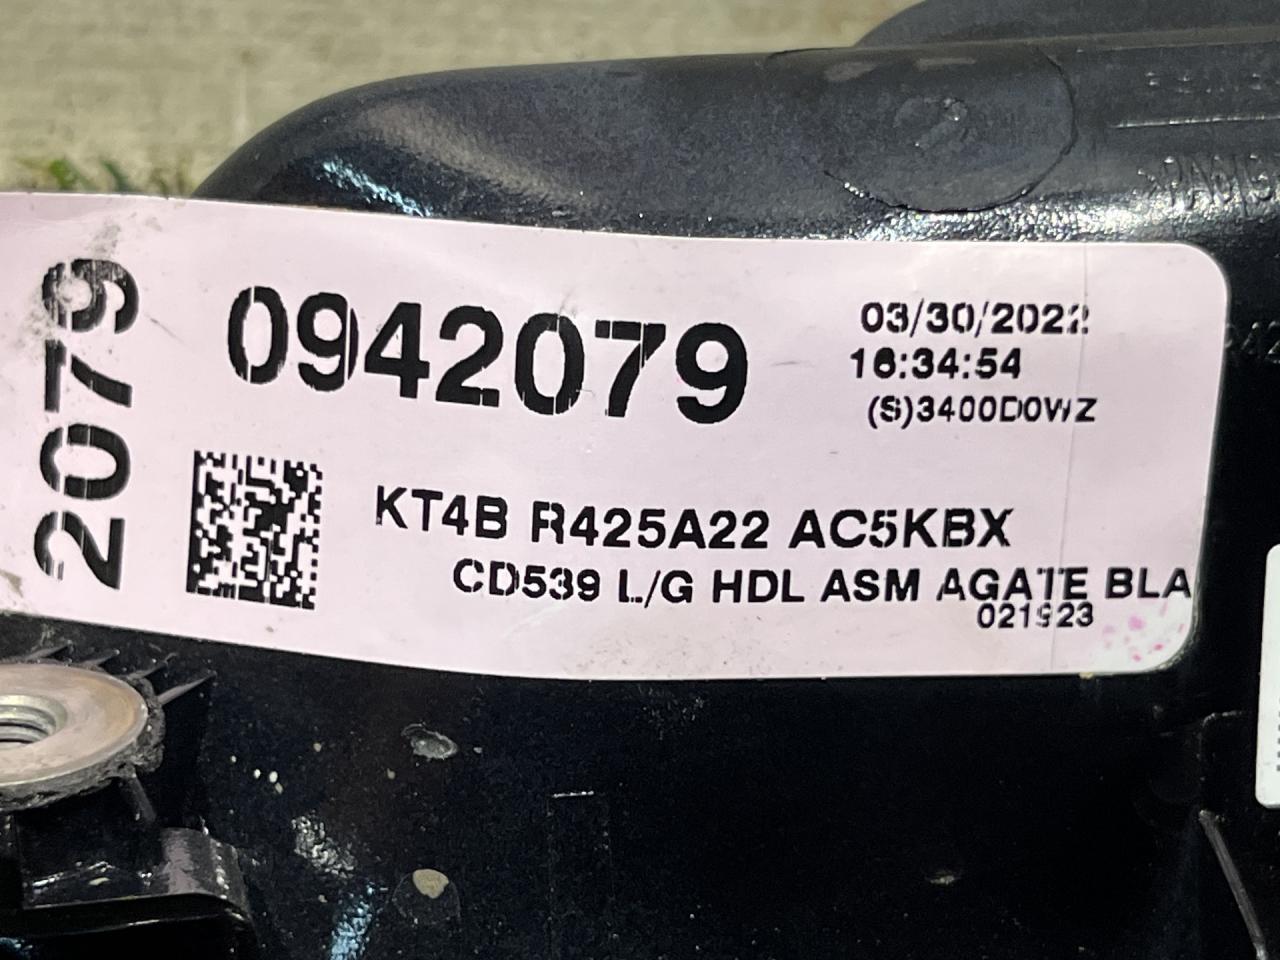 2079
0942079
03/30/2022
16:34:54
(S)3400D0WZ
KT4B R425A22 AC5KBX
CD539 L/G HDL ASM AGATE BLA
021923